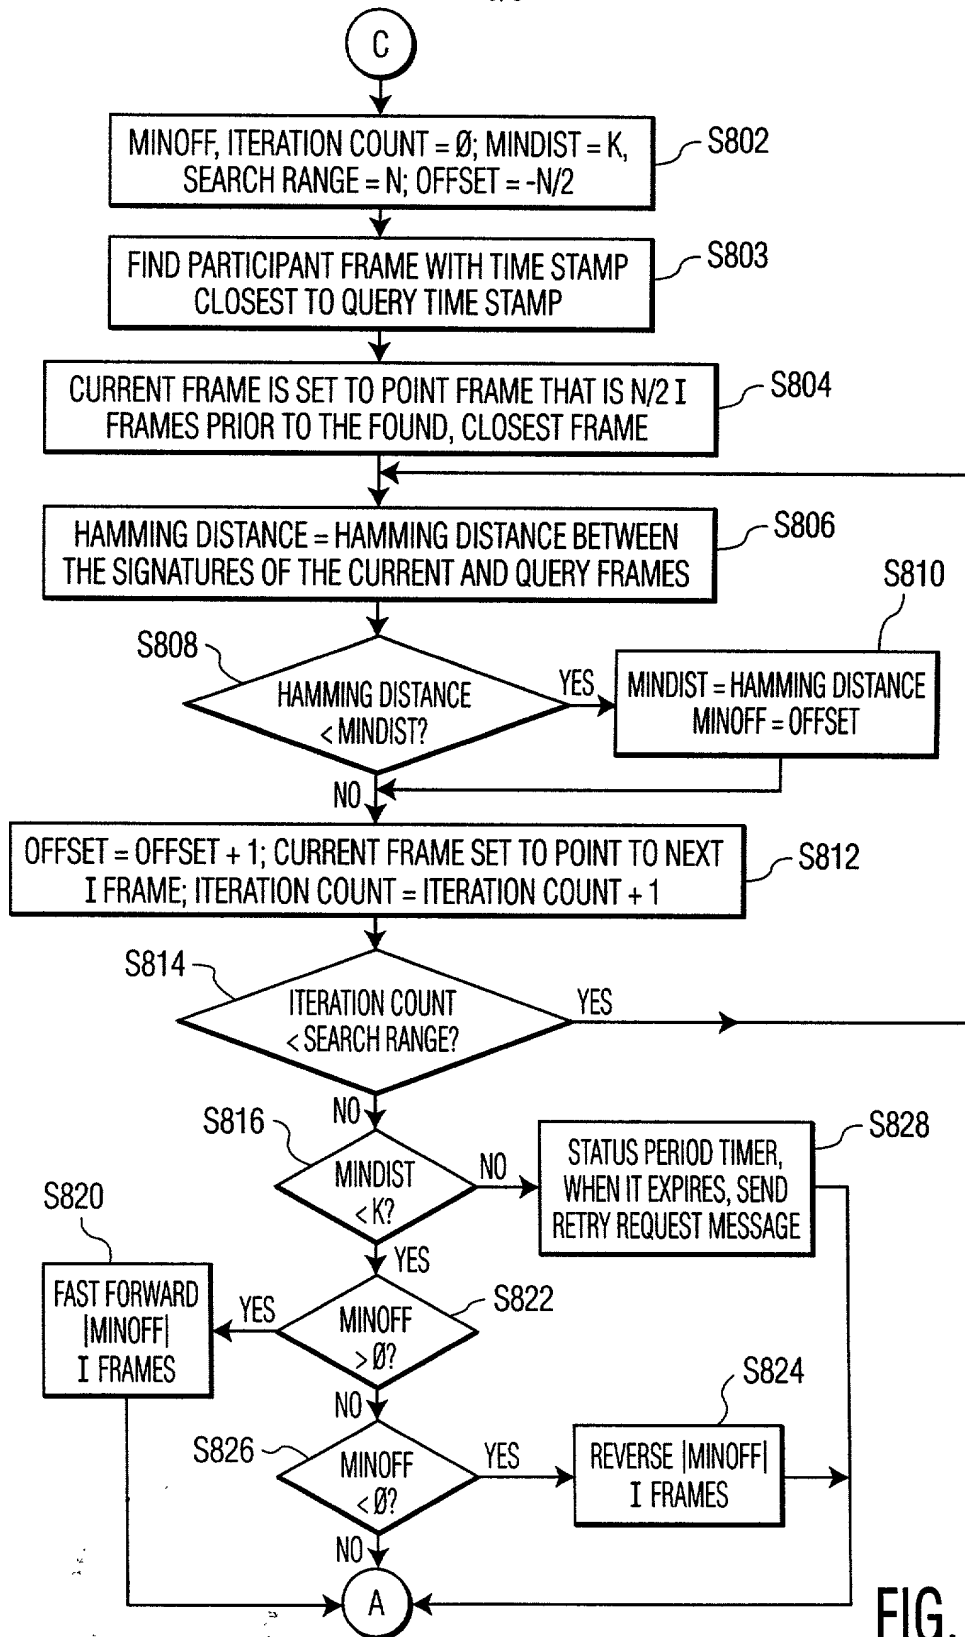 C
MINOFF, ITERATION COUNT = Ø; MINDIST = K,
SEARCH RANGE = N; OFFSET = -N/2
S802
FIND PARTICIPANT FRAME WITH TIME STAMP
CLOSEST TO QUERY TIME STAMP
S803
CURRENT FRAME IS SET TO POINT FRAME THAT IS N/2 I
FRAMES PRIOR TO THE FOUND, CLOSEST FRAME
S804
HAMMING DISTANCE = HAMMING DISTANCE BETWEEN
THE SIGNATURES OF THE CURRENT AND QUERY FRAMES
S806
S808
HAMMING DISTANCE
< MINDIST?
YES
NO
S810
MINDIST = HAMMING DISTANCE
MINOFF = OFFSET
OFFSET = OFFSET + 1; CURRENT FRAME SET TO POINT TO NEXT
I FRAME; ITERATION COUNT = ITERATION COUNT + 1
S812
S814
ITERATION COUNT
< SEARCH RANGE?
YES
NO
S816
MINDIST
< K?
NO
YES
STATUS PERIOD TIMER,
WHEN IT EXPIRES, SEND
RETRY REQUEST MESSAGE
S828
S820
FAST FORWARD
|MINOFF|
I FRAMES
YES
MINOFF
> Ø?
S822
NO
S826
MINOFF
< Ø?
YES
NO
S824
REVERSE |MINOFF|
I FRAMES
A
FIG.